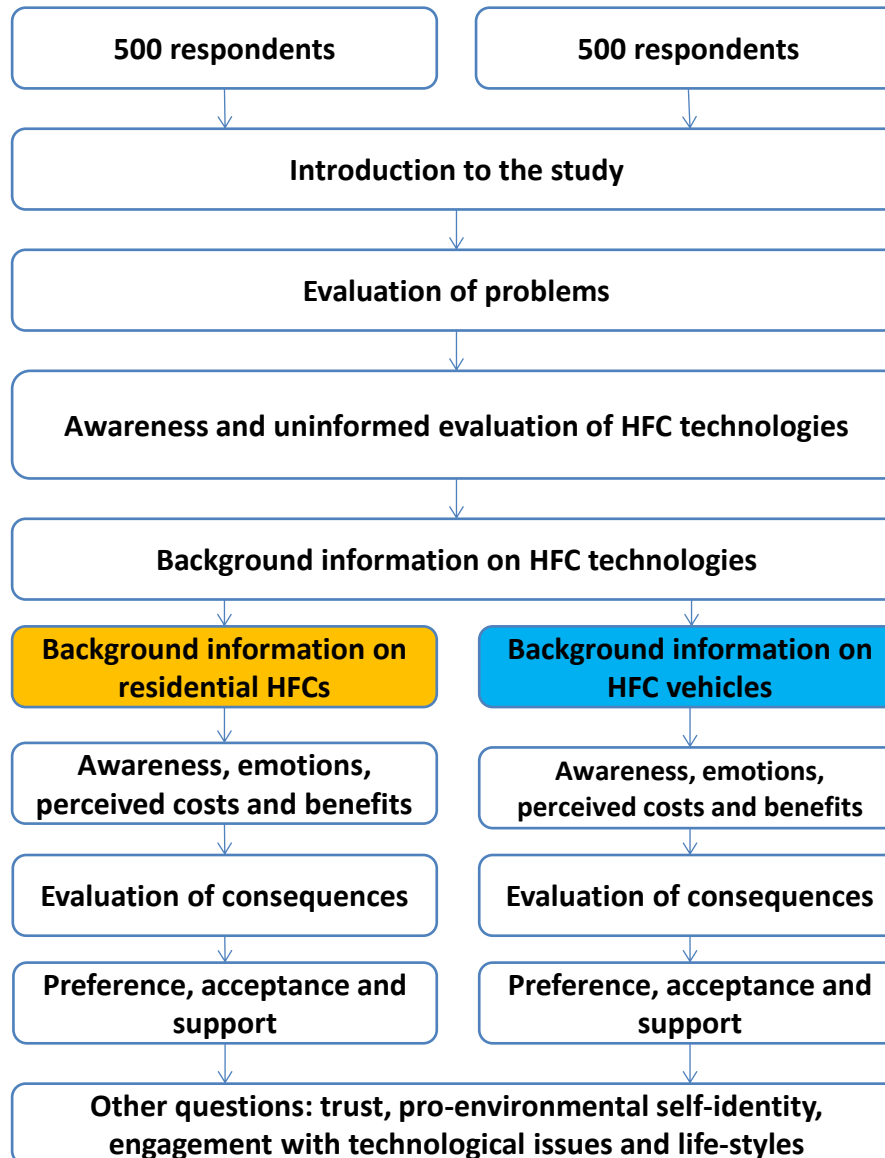 500 respondents
500 respondents
Introduction to the study
Evaluation of problems
Awareness and uninformed evaluation of HFC technologies
Background information on HFC technologies
Background information on
residential HFCs
Background information on
HFC vehicles
Awareness, emotions,
perceived costs and benefits
Awareness, emotions,
perceived costs and benefits
Evaluation of consequences
Evaluation of consequences
Preference, acceptance and
support
Preference, acceptance and
support
Other questions: trust, pro-environmental self-identity,
engagement with technological issues and life-styles